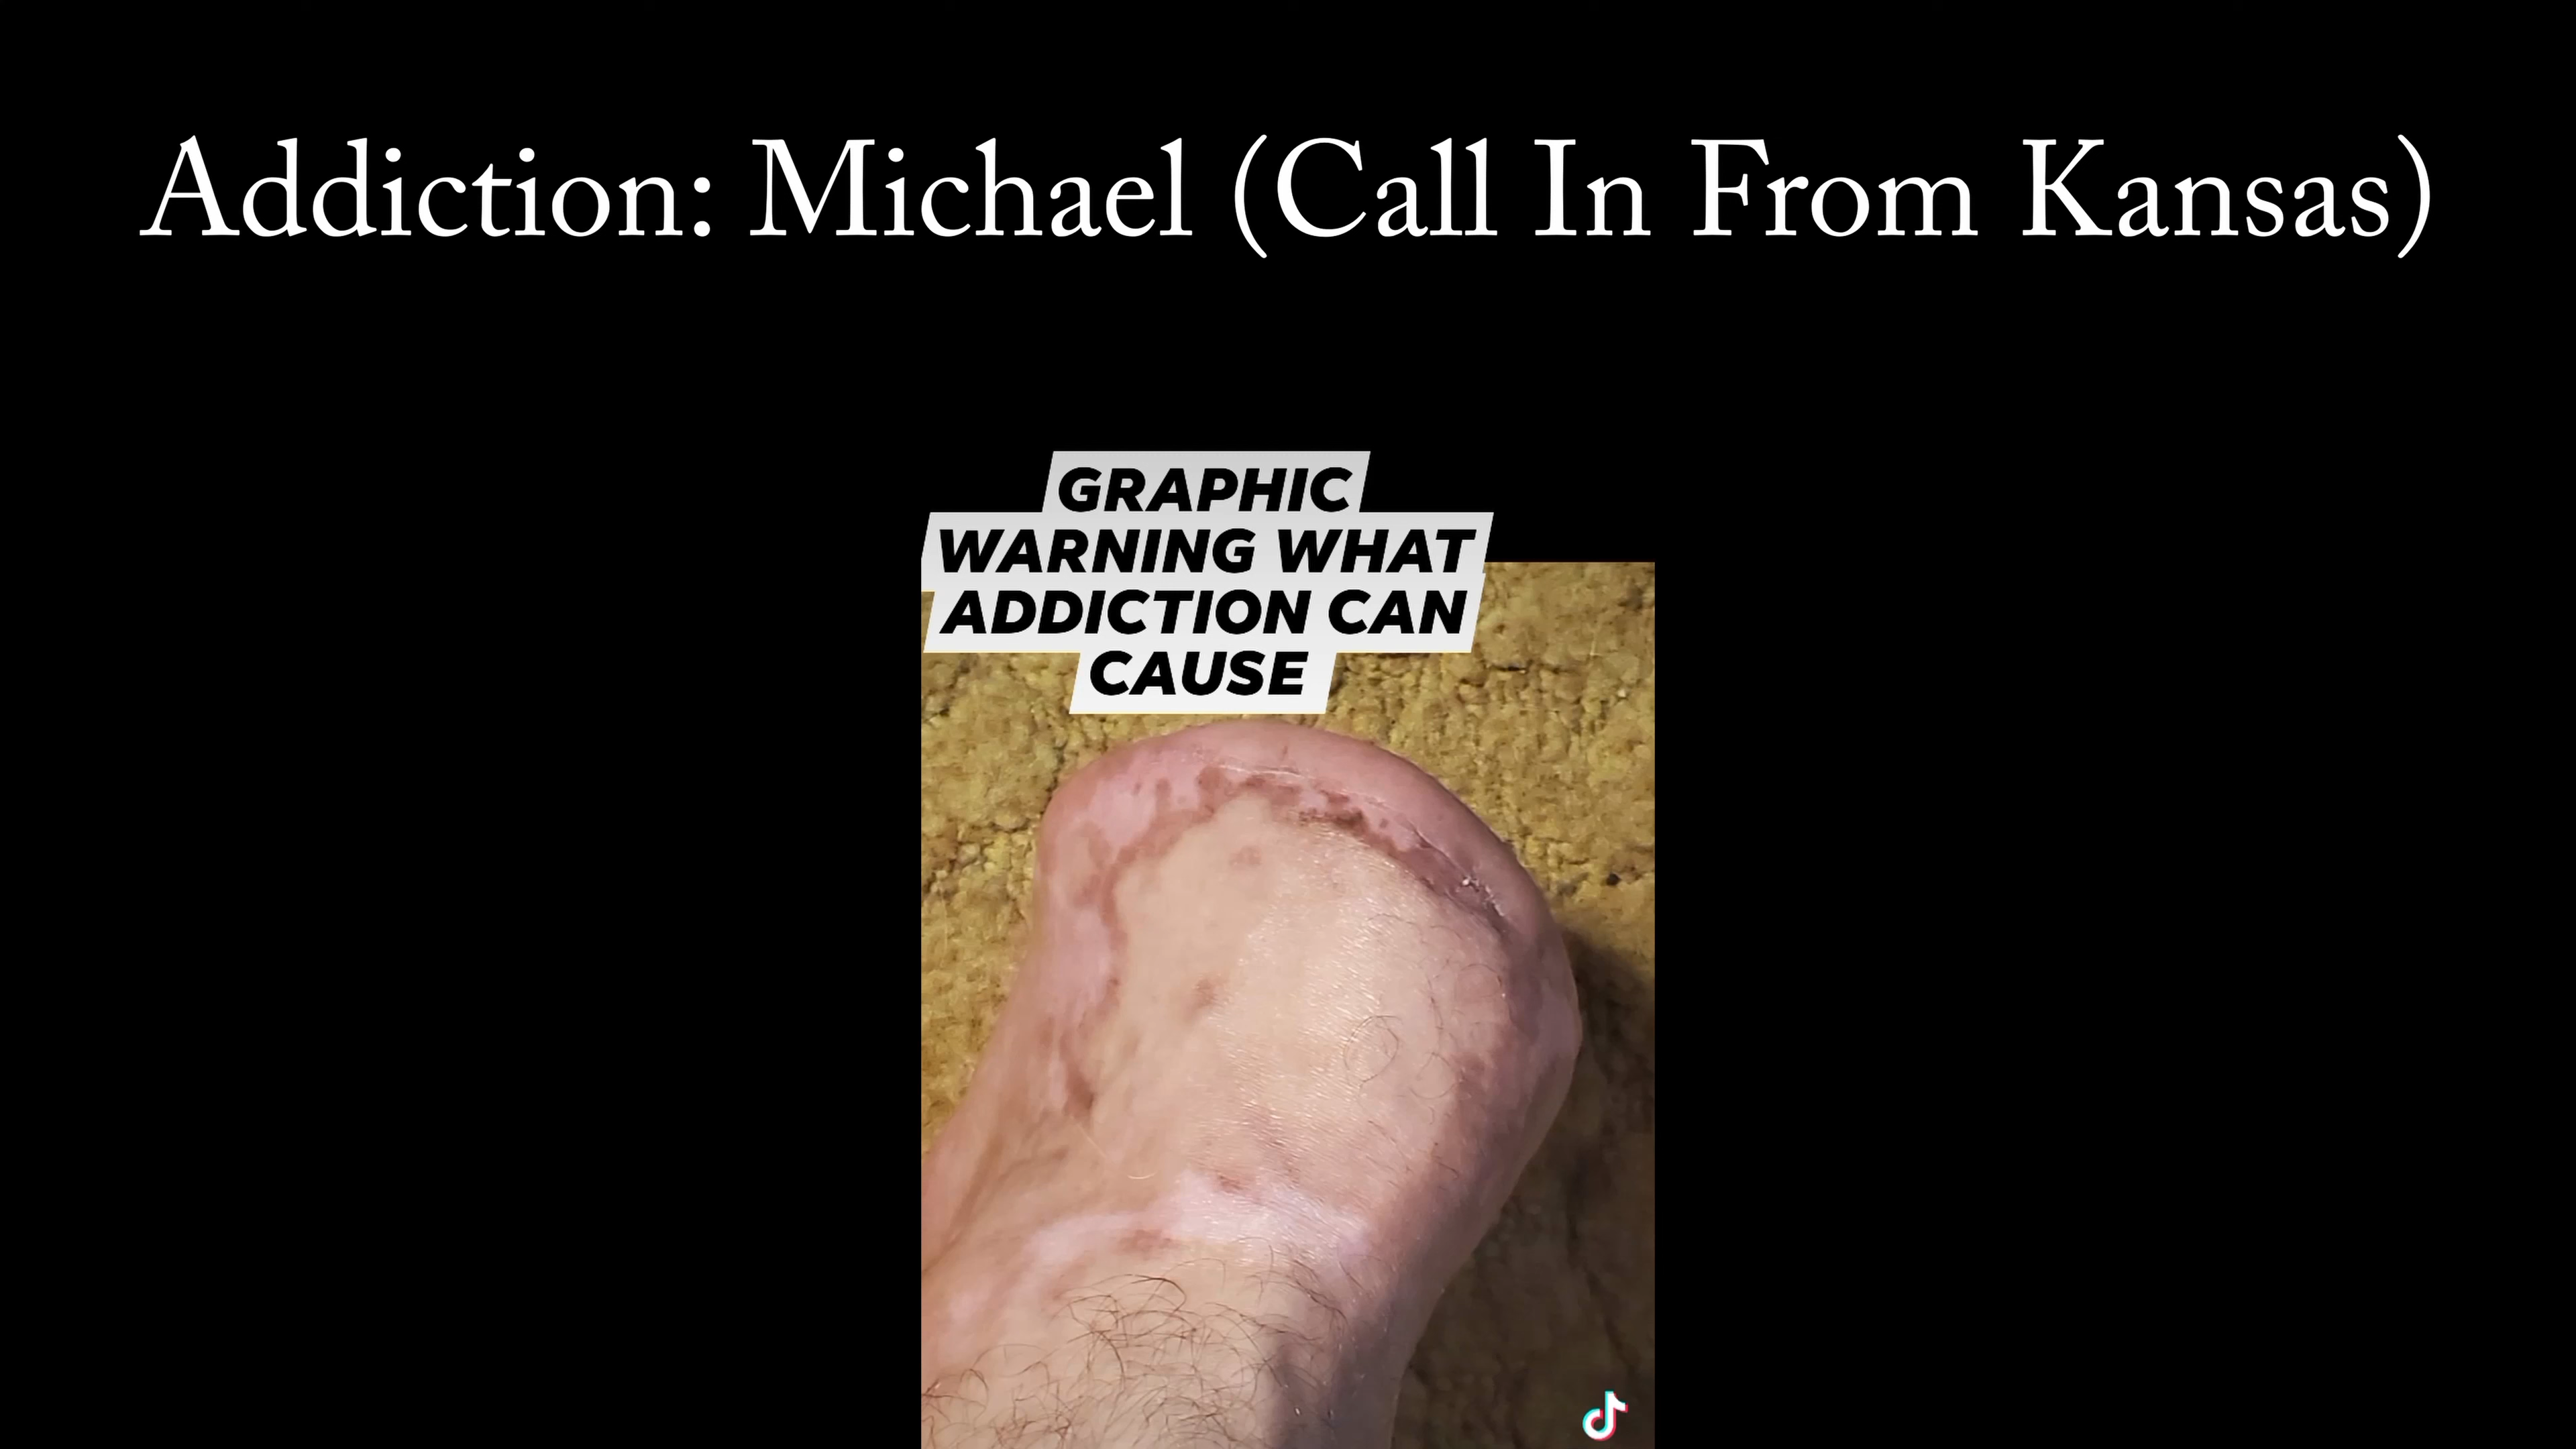 Addiction: Michael (Call In From Kansas)
GRAPHIC
WARNING WHAT
ADDICTION CAN
CAUSE